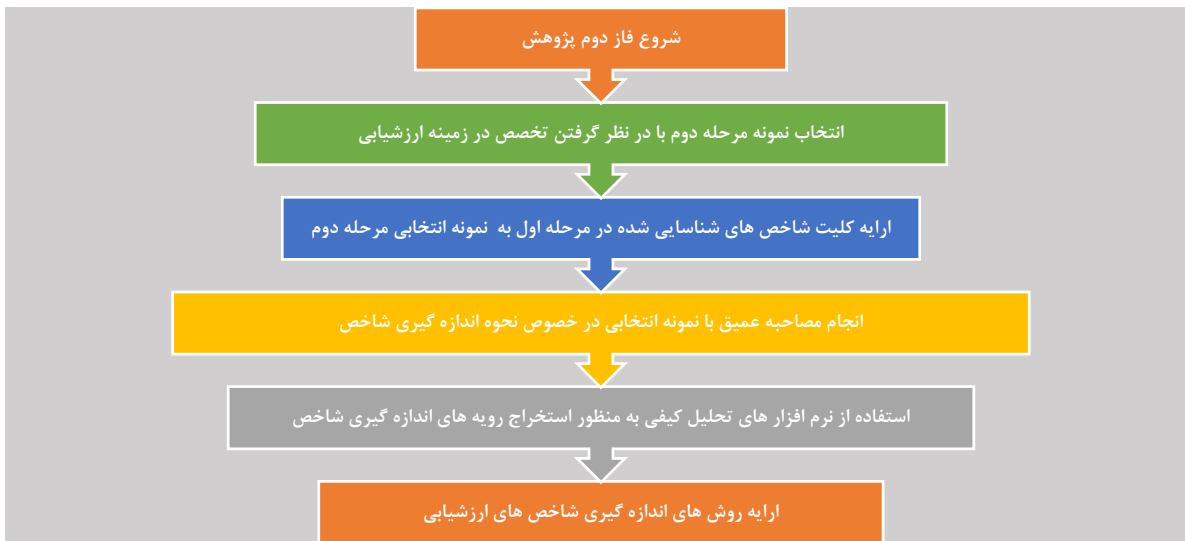 شروع فاز دوم پژوهش
انتخاب نمونه مرحله دوم با در نظر گرفتن تخصص در زمینه ارزشیابی
ارایه کلیت شاخص های شناسایی شده در مرحله اول به نمونه انتخابی مرحله دوم
انجام مصاحبه عمیق با نمونه انتخابی در خصوص نحوه اندازه گیری شاخص
استفاده از نرم افزار های تحلیل کیفی به منظور استخراج رویه های اندازه گیری شاخص
ارایه روش های اندازه گیری شاخص های ارزشیابی